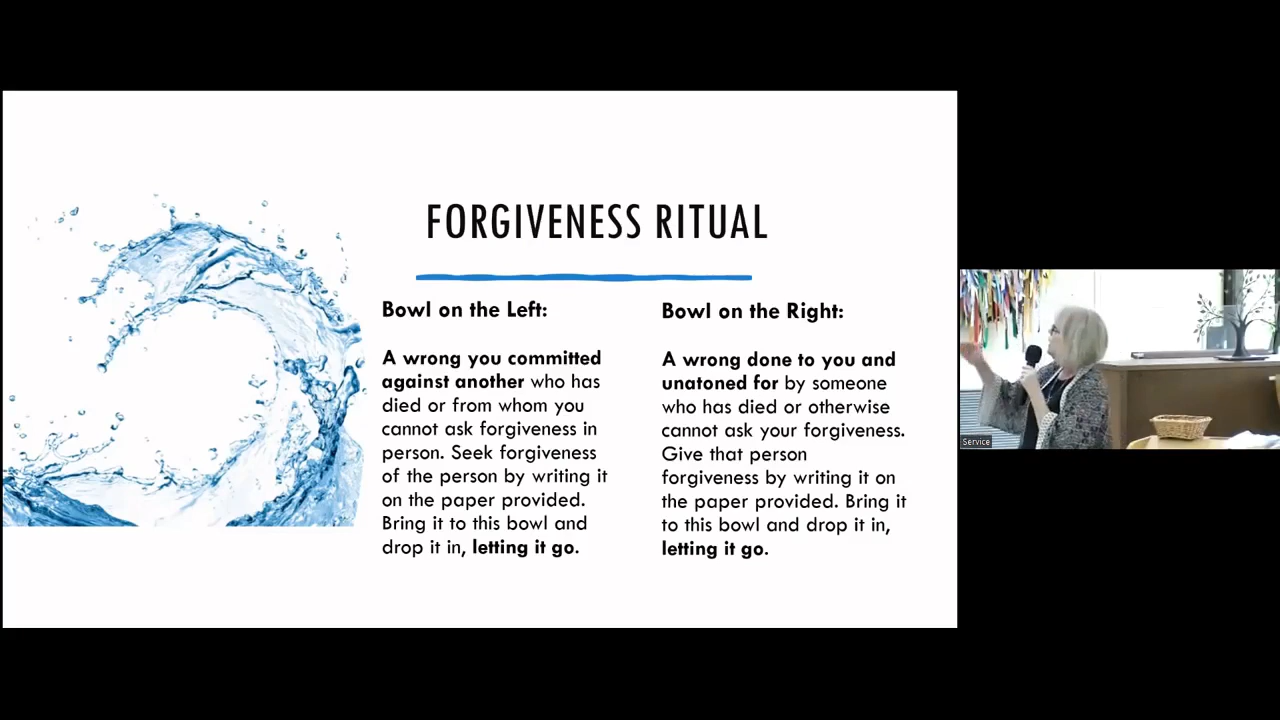 FORGIVENESS RITUAL
Bowl on the Left:
A wrong you committed
against another who has
died or from whom you
cannot ask forgiveness in
person. Seek forgiveness
of the person by writing it
on the paper provided.
Bring it to this bowl and
drop it in, letting it go.
Bowl on the Right:
A wrong done to you and
unatoned for by someone
who has died or otherwise
cannot ask your forgiveness.
Give that person
forgiveness by writing it on
the paper provided. Bring it
to this bowl and drop it in,
letting it go.
Service